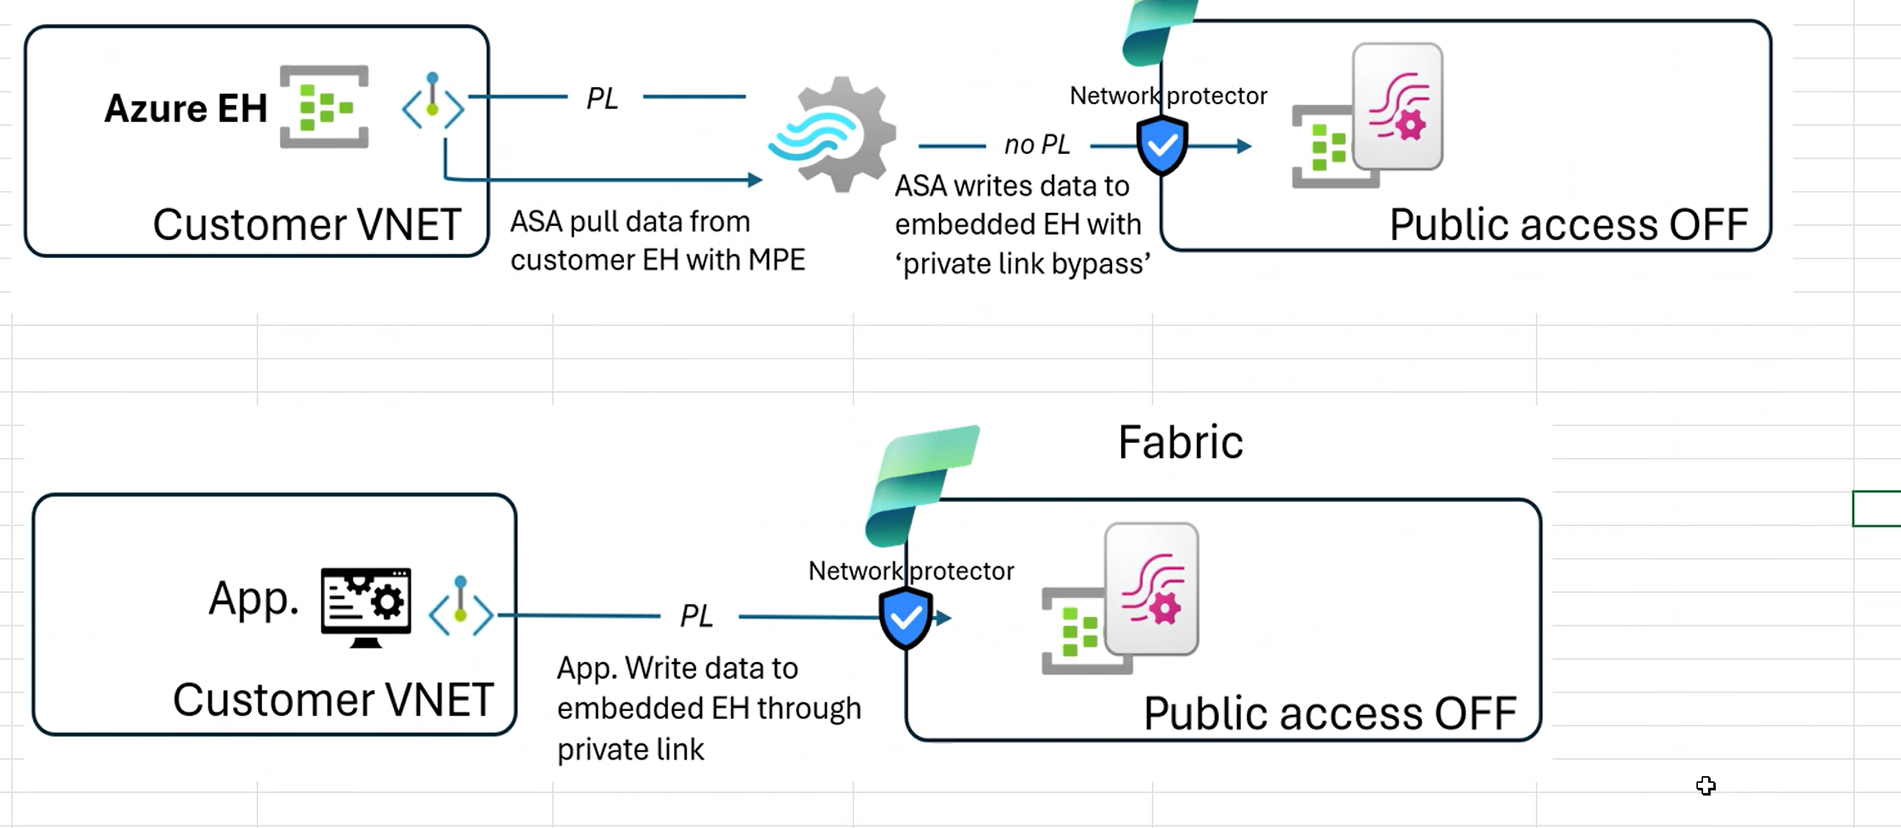 Azure EH
PL
Network protector
no PL
Customer VNET
ASA pull data from
customer EH with MPE
ASA writes data to
embedded EH with
‘private link bypass’
Public access OFF
Fabric
App.
PL
Network protector
Customer VNET
App. Write data to
embedded EH through
private link
Public access OFF